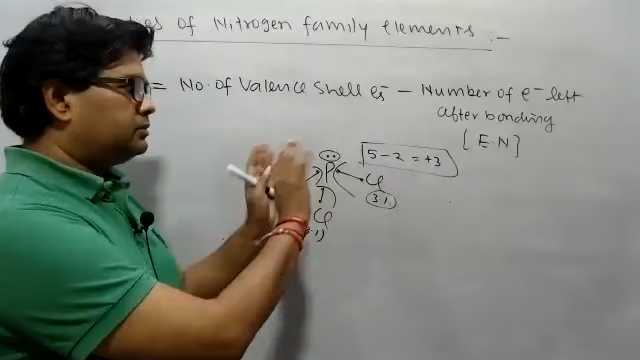 of Nitrogen family elements :-
= No. of Valence Shell es - Number of e- left
after bonding
[ E.N ]
P
5 - 2 = +3
Cl
3.1
Cl